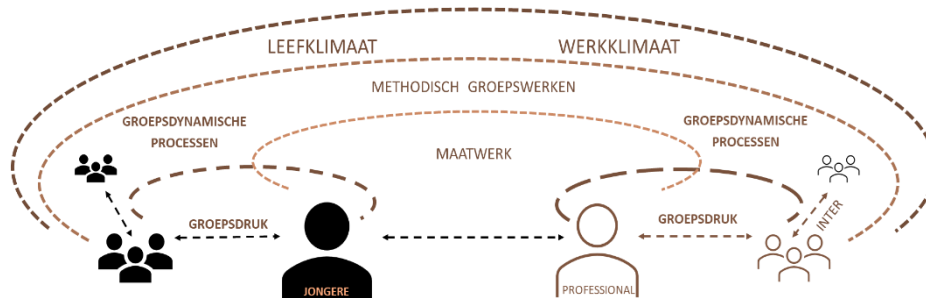 LEEFKLIMAAT WERKKLIMAAT
METHODISCH GROEPSWERKEN
GROEPSDYNAMISCHE
PROCESSEN
GROEPSDYNAMISCHE
PROCESSEN
MAATWERK
GROEPSDRUK
GROEPSDRUK
INTER
JONGERE
PROFESSIONAL